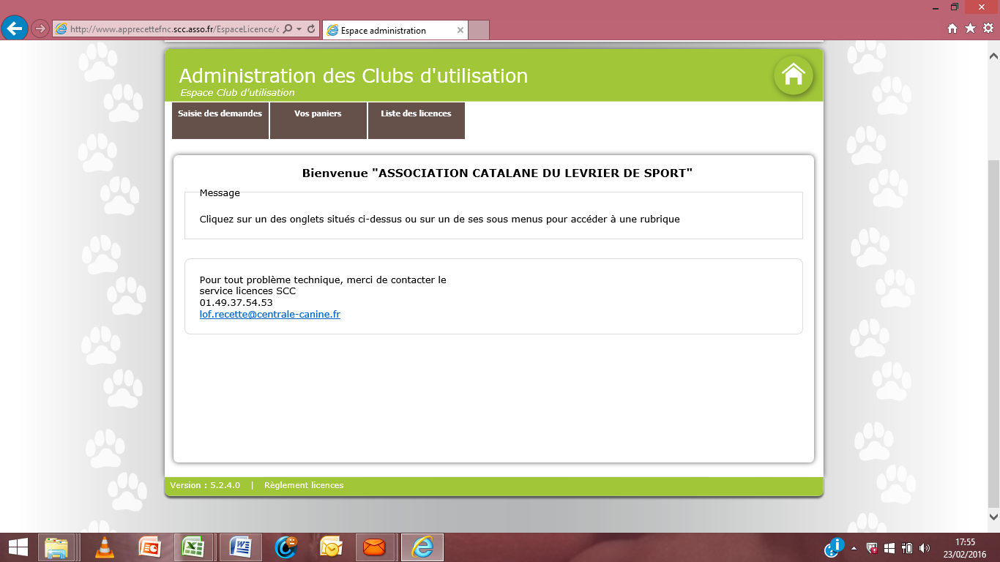 http://www.apprecettefnc.scc.asso.fr/EspaceLicence/c
Espace administration
Administration des Clubs d'utilisation
Espace Club d'utilisation
Saisie des demandes
Vos paniers
Liste des licences
Bienvenue "ASSOCIATION CATALANE DU LEVRIER DE SPORT"
Message
Cliquez sur un des onglets situés ci-dessus ou sur un de ses sous menus pour accéder à une rubrique
Pour tout problème technique, merci de contacter le
service licences SCC
01.49.37.54.53
lof.recette@centrale-canine.fr
Version : 5.2.4.0 | Règlement licences
17:55
23/02/2016